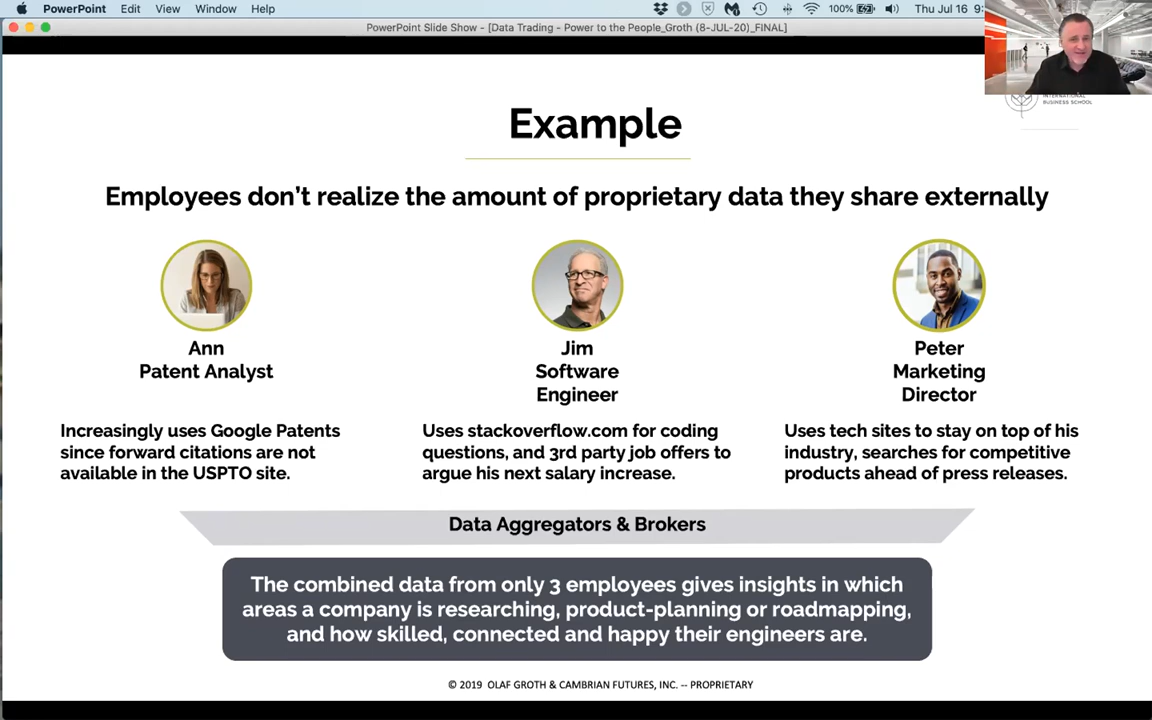 PowerPoint Edit View Window Help 100% Thu Jul 16 9:
PowerPoint Slide Show - [Data Trading - Power to the People_Groth (8-JUL-20)_FINAL]
INTERNATIONAL
BUSINESS SCHOOL
Example
Employees don’t realize the amount of proprietary data they share externally
Ann
Patent Analyst
Increasingly uses Google Patents
since forward citations are not
available in the USPTO site.
Jim
Software
Engineer
Uses stackoverflow.com for coding
questions, and 3rd party job offers to
argue his next salary increase.
Peter
Marketing
Director
Uses tech sites to stay on top of his
industry, searches for competitive
products ahead of press releases.
Data Aggregators & Brokers
The combined data from only 3 employees gives insights in which
areas a company is researching, product-planning or roadmapping,
and how skilled, connected and happy their engineers are.
© 2019 OLAF GROTH & CAMBRIAN FUTURES, INC. -- PROPRIETARY